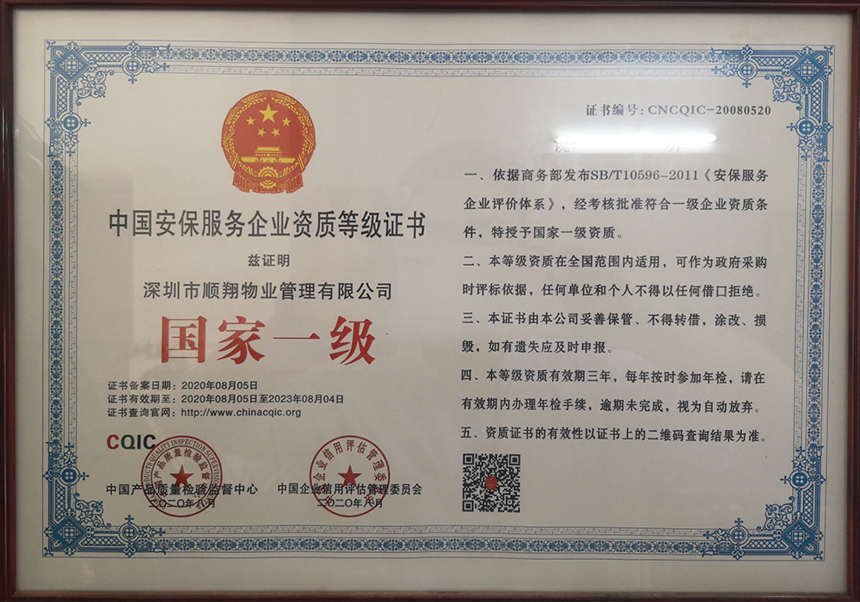 证书编号：CNCQIC-20080520
中国安保服务企业资质等级证书
兹证明
深圳市顺翔物业管理有限公司
国家一级
证书备案日期：2020年08月05日
证书有效期至：2020年08月05日至2023年08月04日
证书查询官网：http://www.chinacqic.org
CQIC
中国产品质量检验监督中心
二〇二〇年八月
中国企业信用评估管理委员会
二〇二〇年八月
一、依据商务部发布SB/T10596-2011《安保服务
企业评价体系》，经考核批准符合一级企业资质条
件，特授予国家一级资质。
二、本等级资质在全国范围内适用，可作为政府采购
时评标依据，任何单位和个人不得以任何借口拒绝。
三、本证书由本公司妥善保管、不得转借，涂改、损
毁，如有遗失应及时申报。
四、本等级资质有效期三年，每年按时参加年检，请在
有效期内办理年检手续，逾期未完成，视为自动放弃。
五、资质证书的有效性以证书上的二维码查询结果为准。